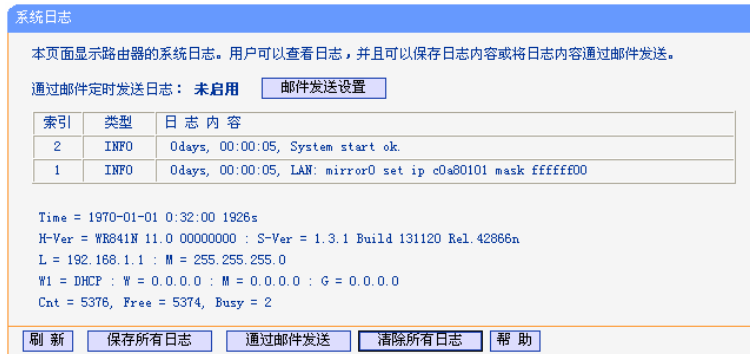 系统日志
本页面显示路由器的系统日志。用户可以查看日志，并且可以保存日志内容或将日志内容通过邮件发送。
通过邮件定时发送日志： 未启用 邮件发送设置
索引 类型 日 志 内 容
2 INFO 0days, 00:00:05, System start ok.
1 INFO 0days, 00:00:05, LAN: mirror0 set ip c0a80101 mask ffffff00
Time = 1970-01-01 0:32:00 1926s
H-Ver = WR841N 11.0 00000000 : S-Ver = 1.3.1 Build 131120 Rel.42866n
L = 192.168.1.1 : M = 255.255.255.0
W1 = DHCP : W = 0.0.0.0 : M = 0.0.0.0 : G = 0.0.0.0
Cnt = 5376, Free = 5374, Busy = 2
刷 新 保存所有日志 通过邮件发送 清除所有日志 帮 助